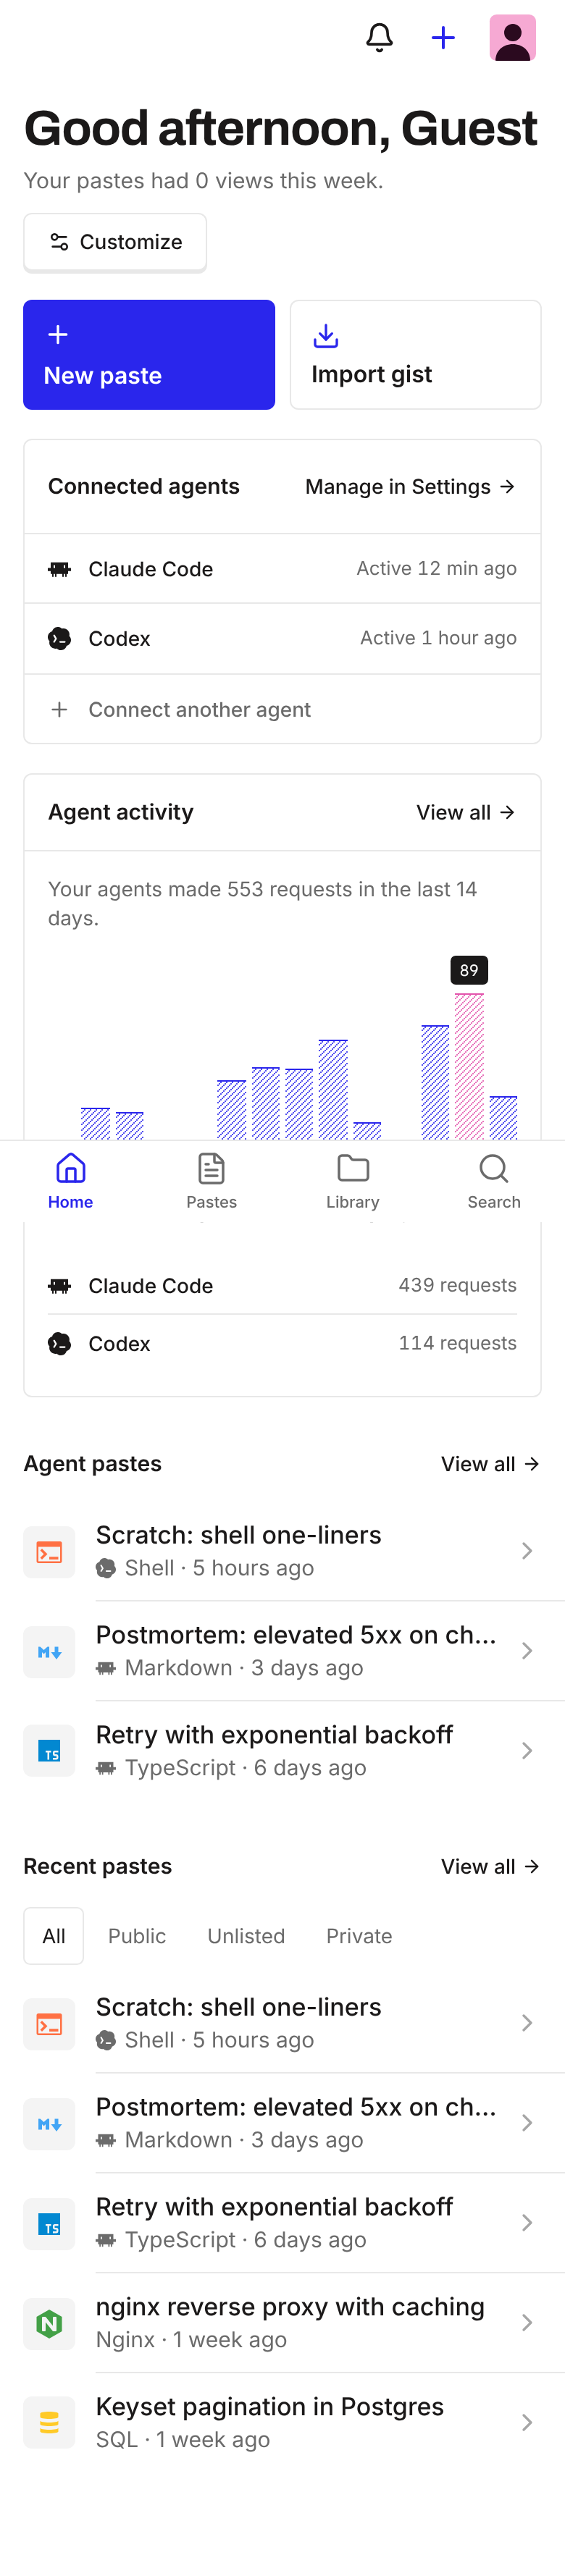 Good afternoon, Guest
Your pastes had 0 views this week.
Customize
New paste
Import gist
Connected agents
Manage in Settings →
Claude Code
Active 12 min ago
Codex
Active 1 hour ago
Connect another agent
Agent activity
View all →
Your agents made 553 requests in the last 14
days.
89
Home
Pastes
Library
Search
Claude Code
439 requests
Codex
114 requests
Agent pastes
View all →
Scratch: shell one-liners
Shell · 5 hours ago
Postmortem: elevated 5xx on ch...
Markdown · 3 days ago
TS
Retry with exponential backoff
TypeScript · 6 days ago
Recent pastes
View all →
All
Public
Unlisted
Private
Scratch: shell one-liners
Shell · 5 hours ago
Postmortem: elevated 5xx on ch...
Markdown · 3 days ago
TS
Retry with exponential backoff
TypeScript · 6 days ago
nginx reverse proxy with caching
Nginx · 1 week ago
Keyset pagination in Postgres
SQL · 1 week ago